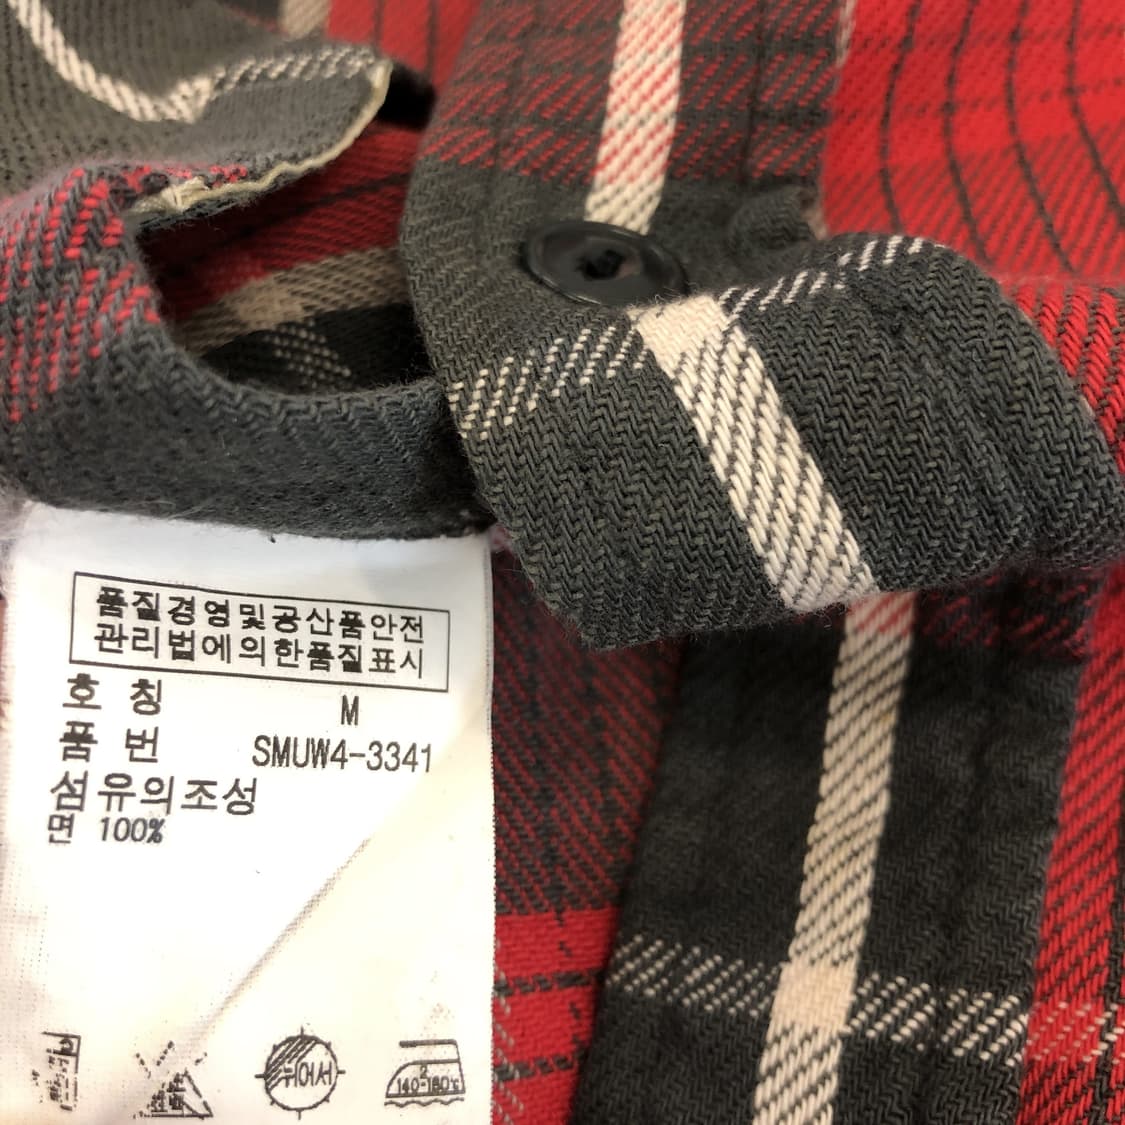 품질경영및공산품안전
관리법에의한품질표시
호 칭 M
품 번 SMUW4-3341
섬유의조성
면 100%
뉘어서
2
140~160℃